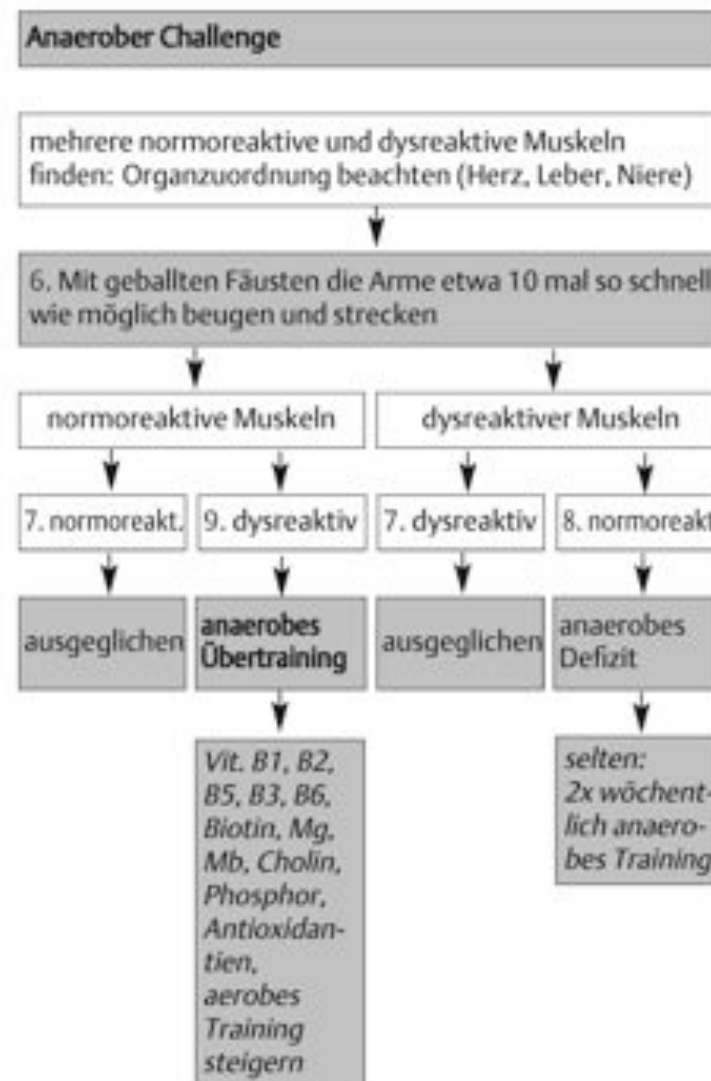 Anaerober Challenge
mehrere normoreaktive und dysreaktive Muskeln
finden: Organzuordnung beachten (Herz, Leber, Niere)
6. Mit geballten Fäusten die Arme etwa 10 mal so schnell
wie möglich beugen und strecken
normoreaktive Muskeln
dysreaktiver Muskeln
7. normoreakt.
9. dysreaktiv
7. dysreaktiv
8. normoreakt
ausgeglichen
anaerobes
Übertraining
ausgeglichen
anaerobes
Defizit
Vit. B1, B2,
B5, B3, B6,
Biotin, Mg,
Mb, Cholin,
Phosphor,
Antioxidan-
tien,
aerobes
Training
steigern
selten:
2x wöchent-
lich anaero-
bes Training